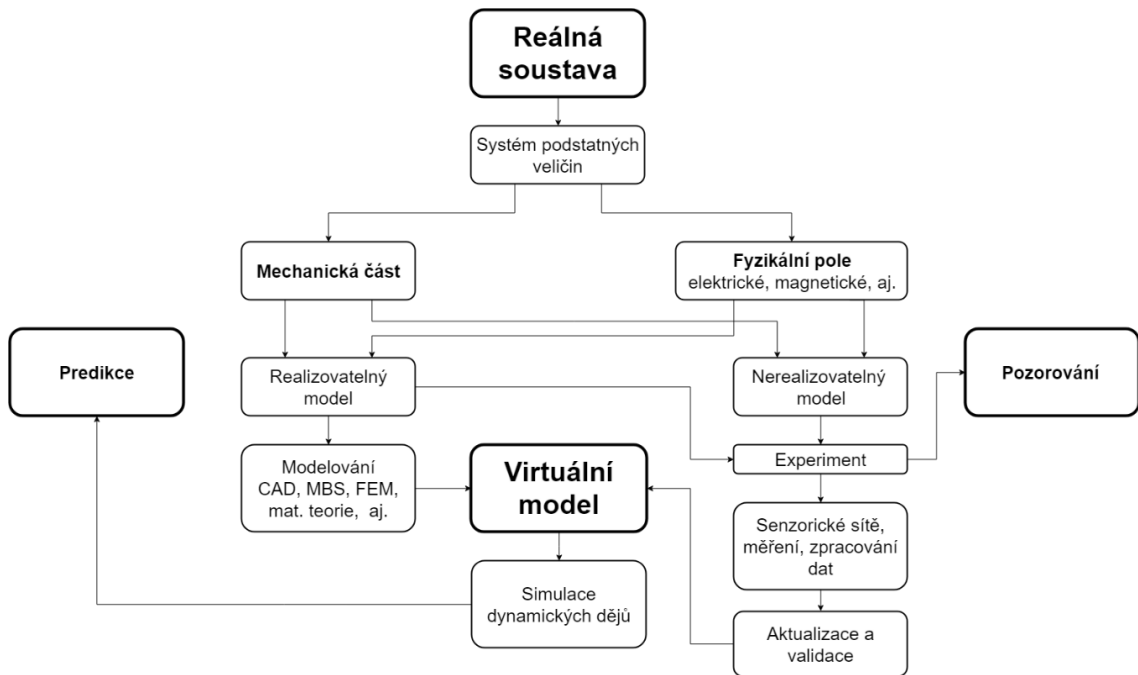 Reálná
soustava
Systém podstatných
veličin
Mechanická část
Fyzikální pole
elektrické, magnetické, aj.
Predikce
Realizovatelný
model
Nerealizovatelný
model
Pozorování
Modelování
CAD, MBS, FEM,
mat. teorie, aj.
Virtuální
model
Experiment
Senzorické sítě,
měření, zpracování
dat
Simulace
dynamických dějů
Aktualizace a
validace